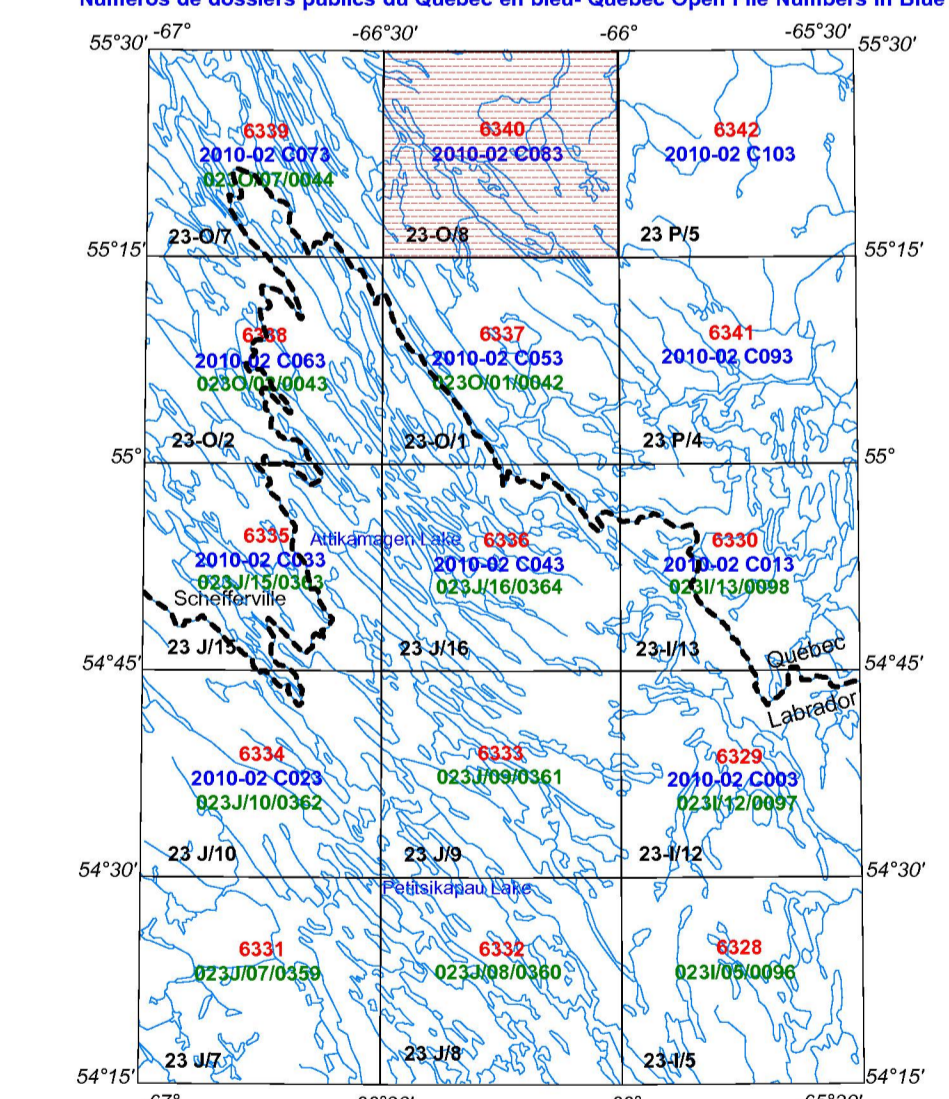 Numéros de dossiers publics du Québec en bleu- Quebec Open File Numbers in Blue
-67° -66°30' -66° -65°30'
55°30' 55°30'
6339 6340 6342
2010-02 C073 2010-02 C083 2010-02 C103
023O/07/0044
23-O/7 23-O/8 23 P/5
55°15' 55°15'
6338 6337 6341
2010-02 C063 2010-02 C053 2010-02 C093
023O/02/0043 023O/01/0042
23-O/2 23-O/1 23 P/4
55° 55°
6335 Attikamagen Lake 6336 6330
2010-02 C033 2010-02 C043 2010-02 C013
023J/15/0363 023J/16/0364 023I/13/0098
Schefferville
23 J/15 23 J/16 23-I/13
Québec
54°45' 54°45'
Labrador
6334 6333 6329
2010-02 C023 023J/09/0361 2010-02 C003
023J/10/0362 023I/12/0097
23 J/10 23 J/9 23-I/12
54°30' 54°30'
Petitsikapau Lake
6331 6332 6328
023J/07/0359 023J/08/0360 023I/05/0096
23 J/7 23 J/8 23-I/5
54°15' 54°15'